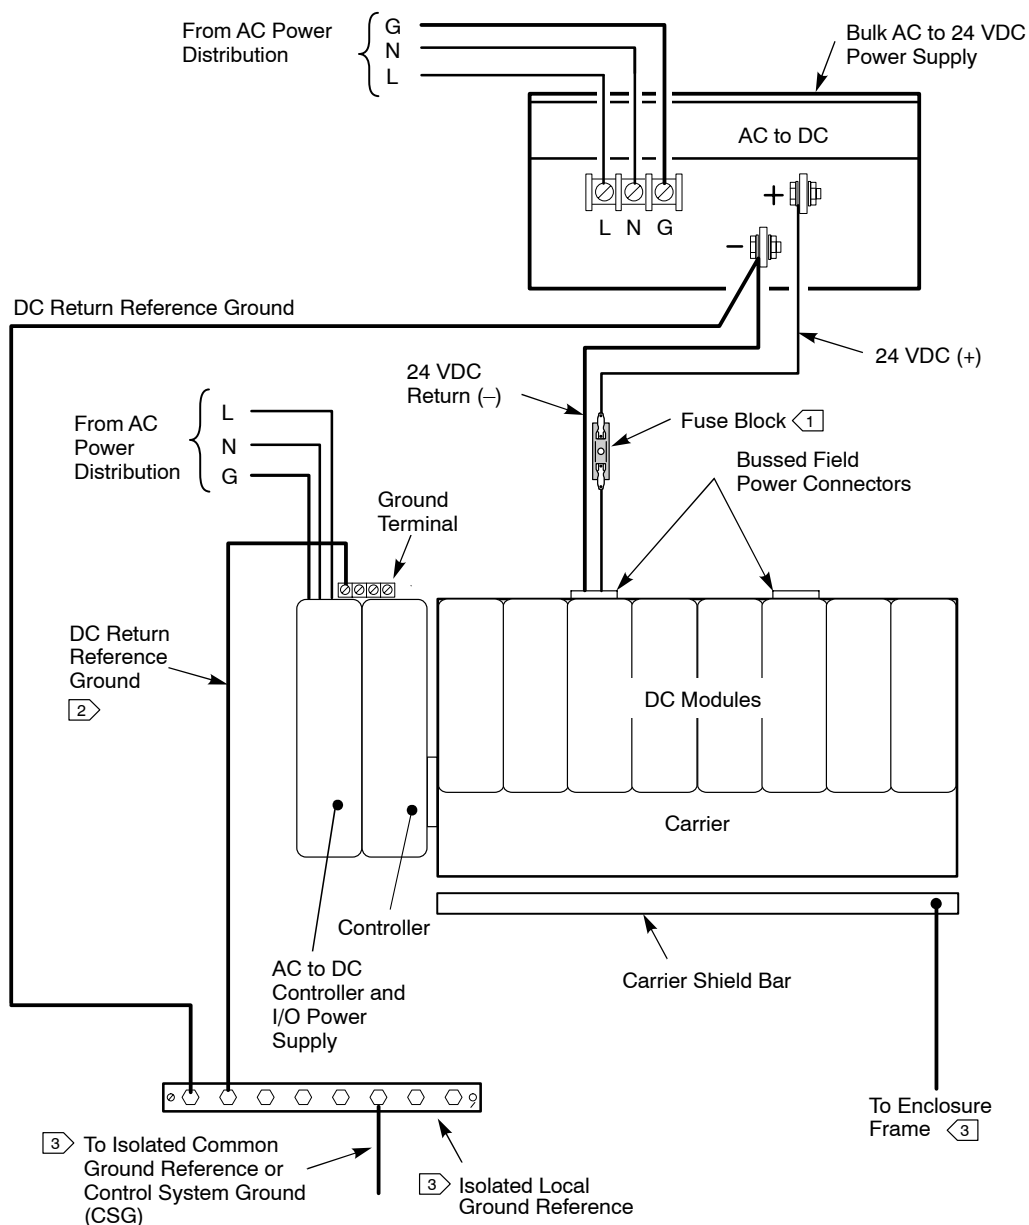 From AC Power
Distribution
G
N
L
Bulk AC to 24 VDC
Power Supply
AC to DC
L N G
+
−
DC Return Reference Ground
24 VDC (+)
24 VDC
Return (−)
Fuse Block 1
Bussed Field
Power Connectors
From AC
Power
Distribution
L
N
G
Ground
Terminal
DC Return
Reference
Ground
2
DC Modules
Carrier
Controller
AC to DC
Controller and
I/O Power
Supply
Carrier Shield Bar
To Enclosure
Frame 3
3 To Isolated Common
Ground Reference or
Control System Ground
(CSG)
3 Isolated Local
Ground Reference